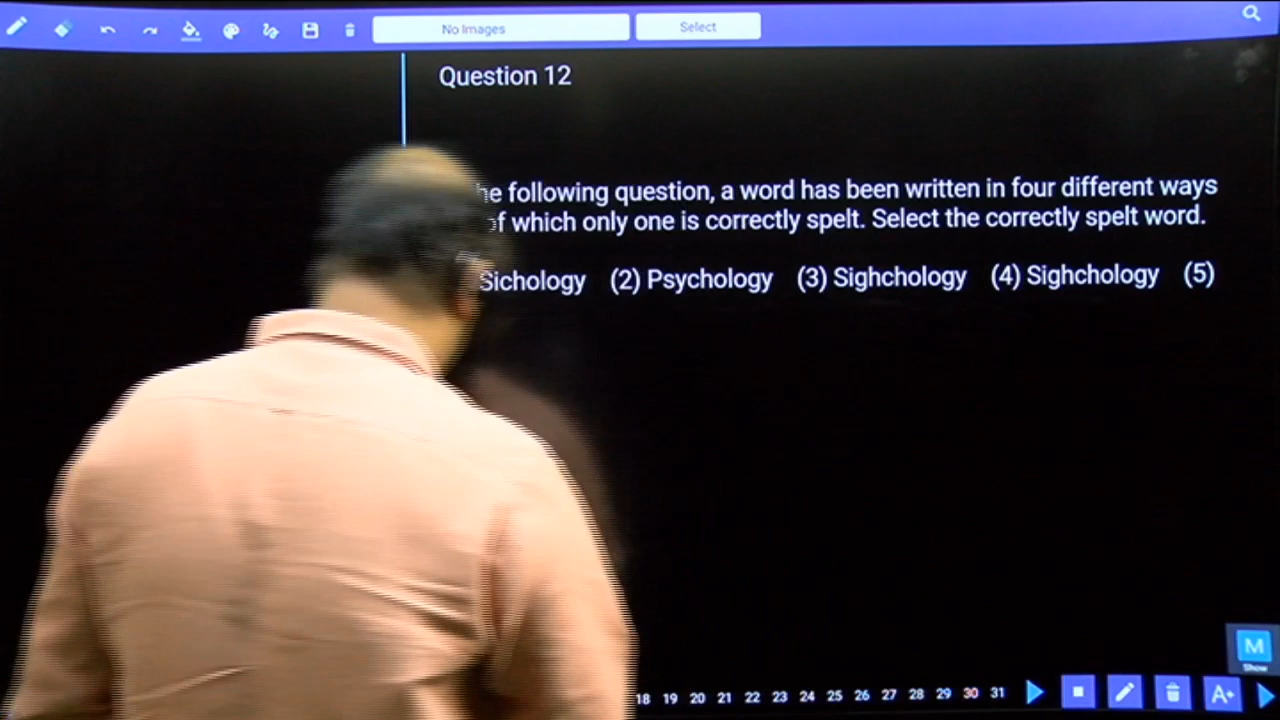 No Images
Select
Question 12
following question, a word has been written in four different ways
of which only one is correctly spelt. Select the correctly spelt word.
Sichology (2) Psychology (3) Sighchology (4) Sighchology (5)
M
Show
18 19 20 21 22 23 24 25 26 27 28 29 30 31
A+